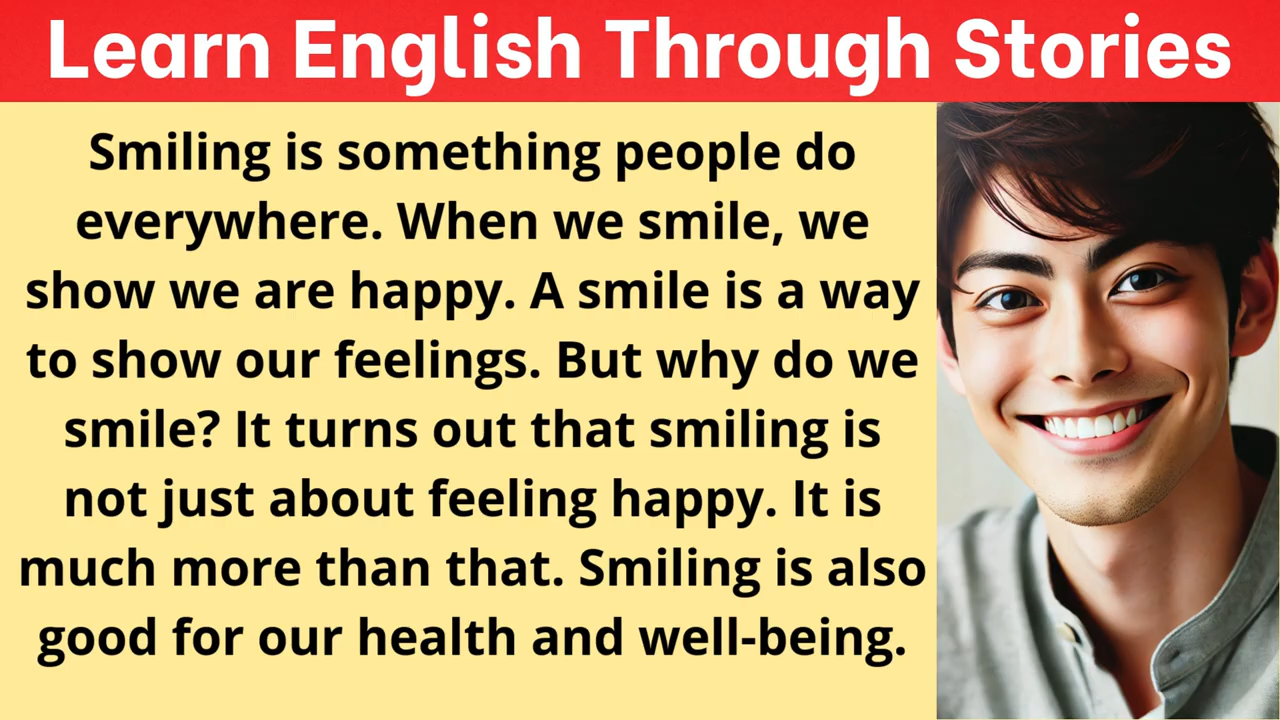 Learn English Through Stories
Smiling is something people do
everywhere. When we smile, we
show we are happy. A smile is a way
to show our feelings. But why do we
smile? It turns out that smiling is
not just about feeling happy. It is
much more than that. Smiling is also
good for our health and well-being.